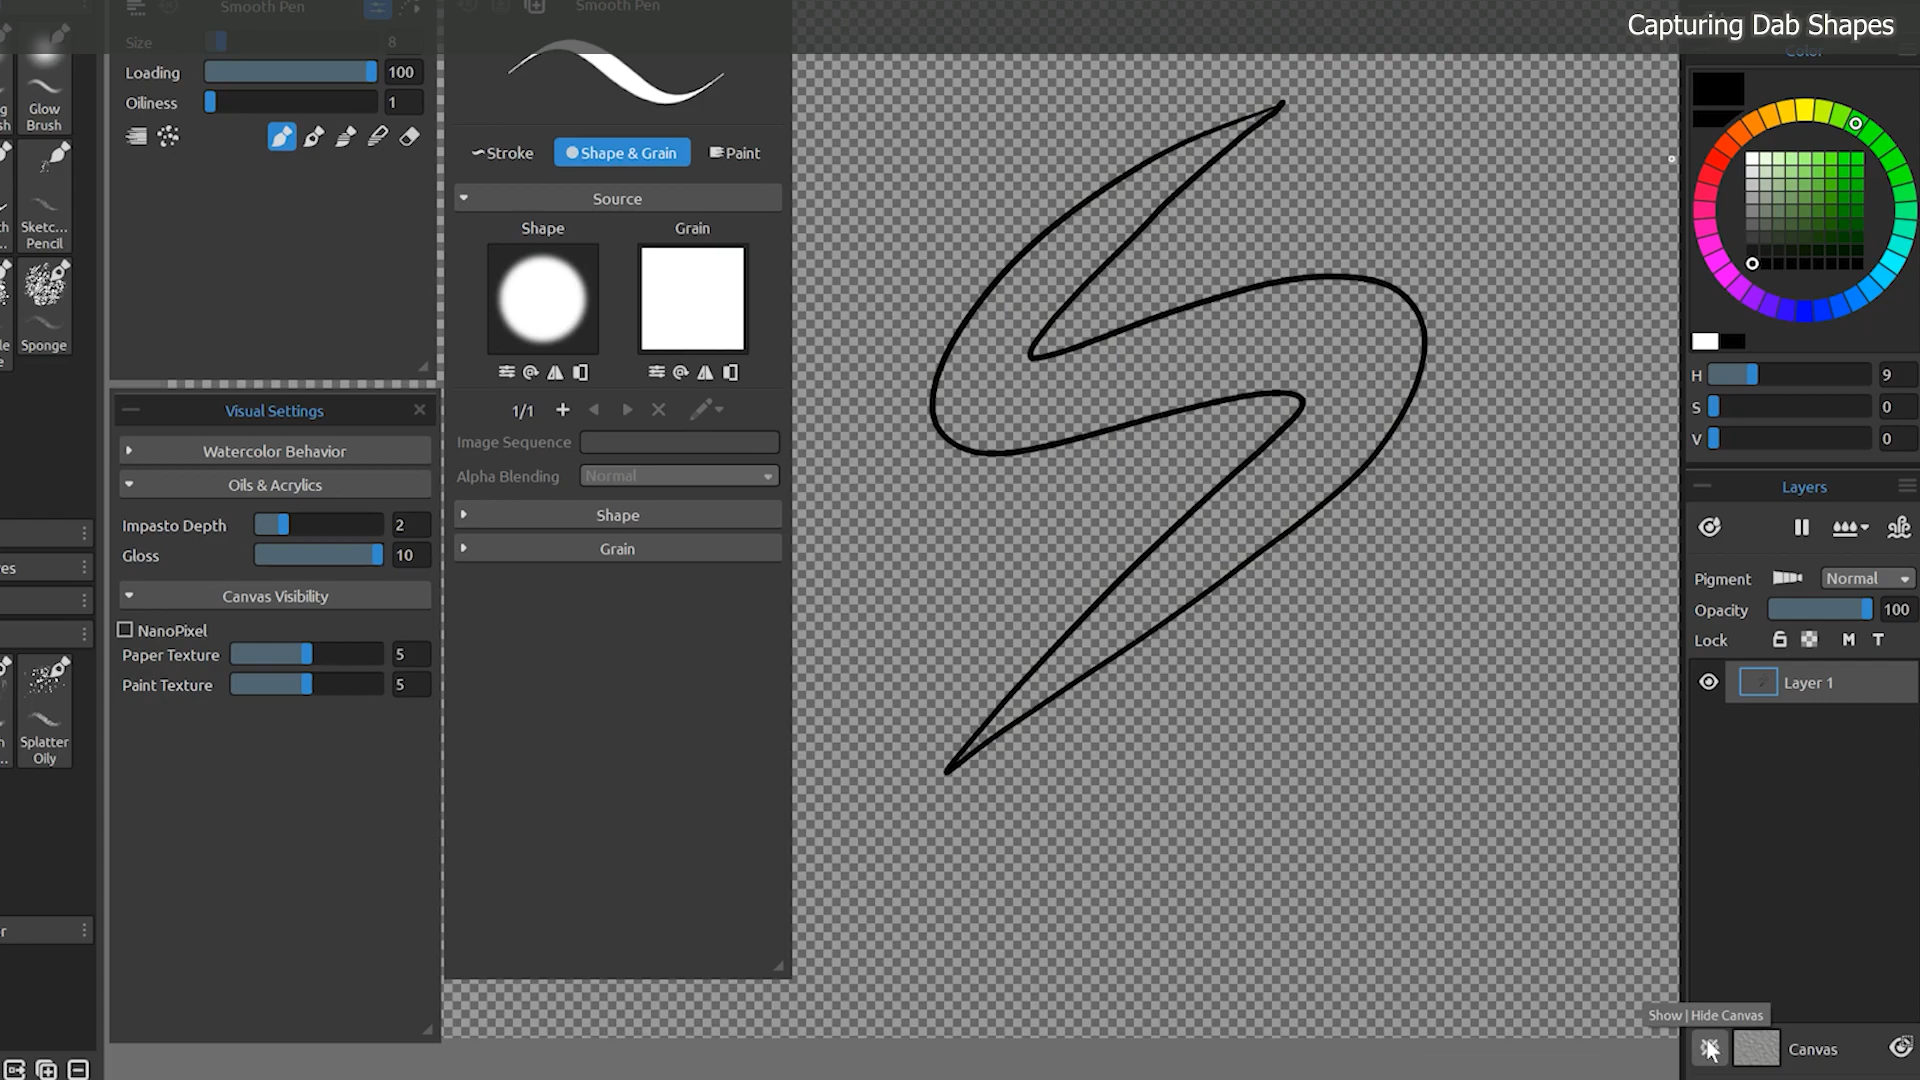 Capturing Dab Shapes
Smooth Pen
Smooth Pen
Size 8
Loading 100
Oiliness 1
Glow
Brush
Sketc...
Pencil
Sponge
Splatter
Oily
Stroke Shape & Grain Paint
Source
Shape Grain
1/1
Image Sequence
Alpha Blending Normal
Shape
Grain
Visual Settings
Watercolor Behavior
Oils & Acrylics
Impasto Depth 2
Gloss 10
Canvas Visibility
NanoPixel
Paper Texture 5
Paint Texture 5
Color
H 9
S 0
V 0
Layers
Pigment Normal
Opacity 100
Lock M T
Layer 1
Show | Hide Canvas
Canvas